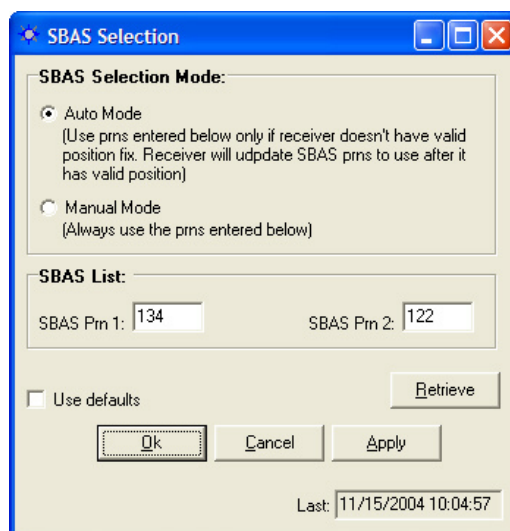 SBAS Selection
SBAS Selection Mode:
Auto Mode
(Use prns entered below only if receiver doesn't have valid
position fix. Receiver will udpdate SBAS prns to use after it
has valid position)
Manual Mode
(Always use the prns entered below)
SBAS List:
SBAS Prn 1: 134 SBAS Prn 2: 122
Use defaults Retrieve
Ok Cancel Apply
Last: 11/15/2004 10:04:57